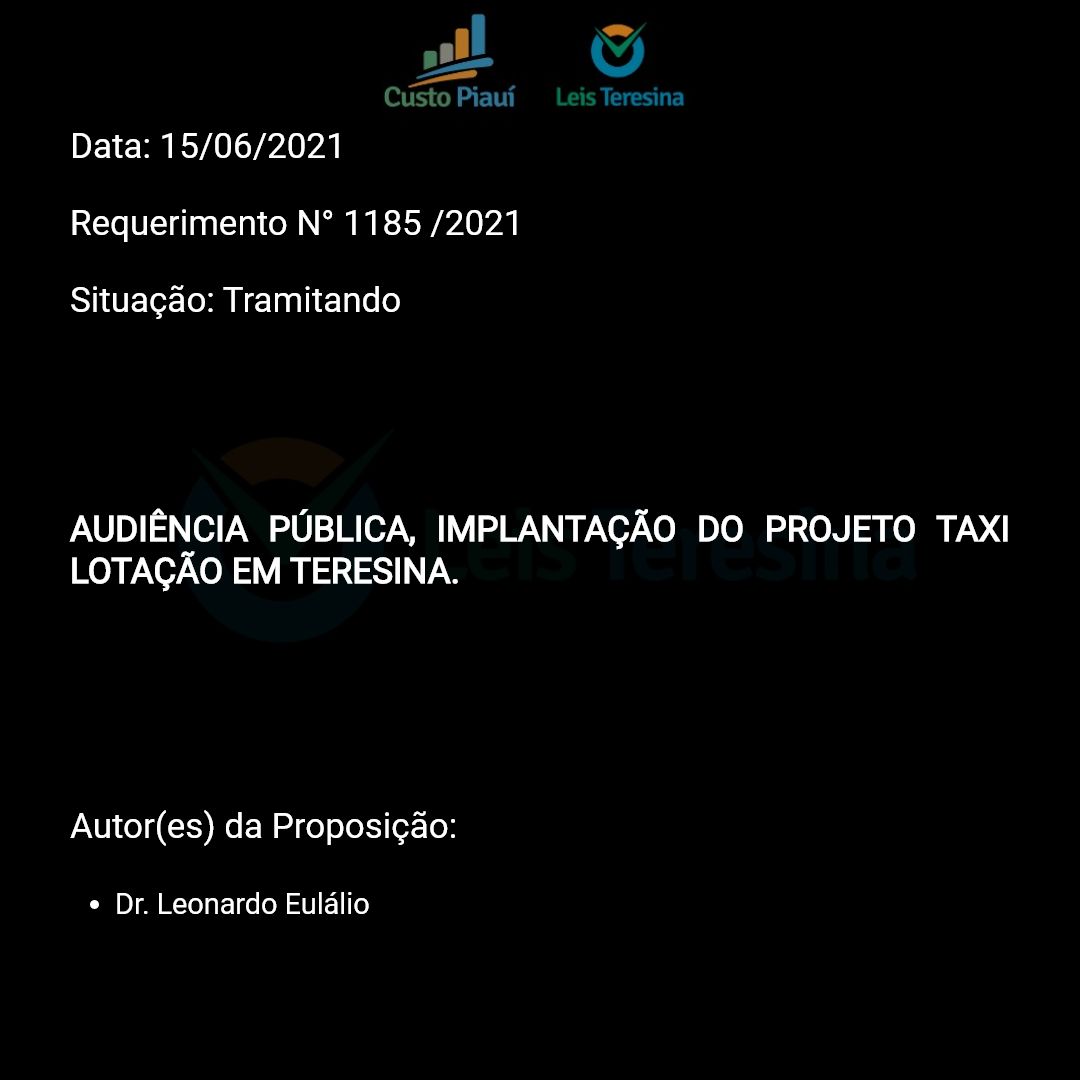 Custo Piauí Leis Teresina
Data: 15/06/2021
Requerimento N° 1185 /2021
Situação: Tramitando
AUDIÊNCIA PÚBLICA, IMPLANTAÇÃO DO PROJETO TAXI
LOTAÇÃO EM TERESINA.
Leis Teresina
Autor(es) da Proposição:
• Dr. Leonardo Eulálio